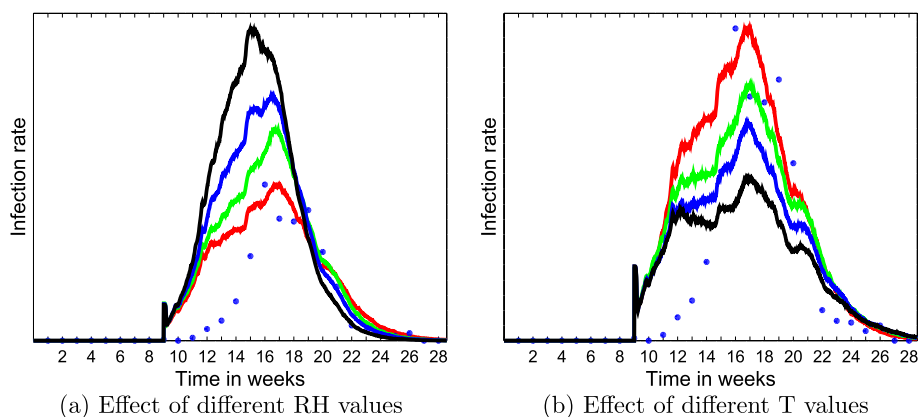 Infection rate
2 4 6 8 10 12 14 16 18 20 22 24 26 28
Time in weeks
(a) Effect of different RH values
Infection rate
2 4 6 8 10 12 14 16 18 20 22 24 26 28
Time in weeks
(b) Effect of different T values